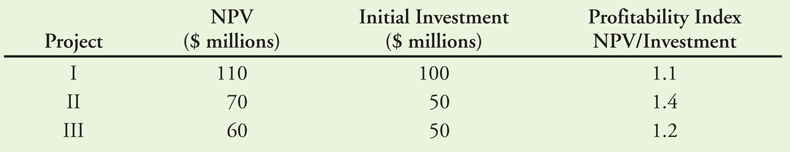 NPV Initial Investment Profitability Index
Project ($ millions) ($ millions) NPV/Investment
I 110 100 1.1
II 70 50 1.4
III 60 50 1.2